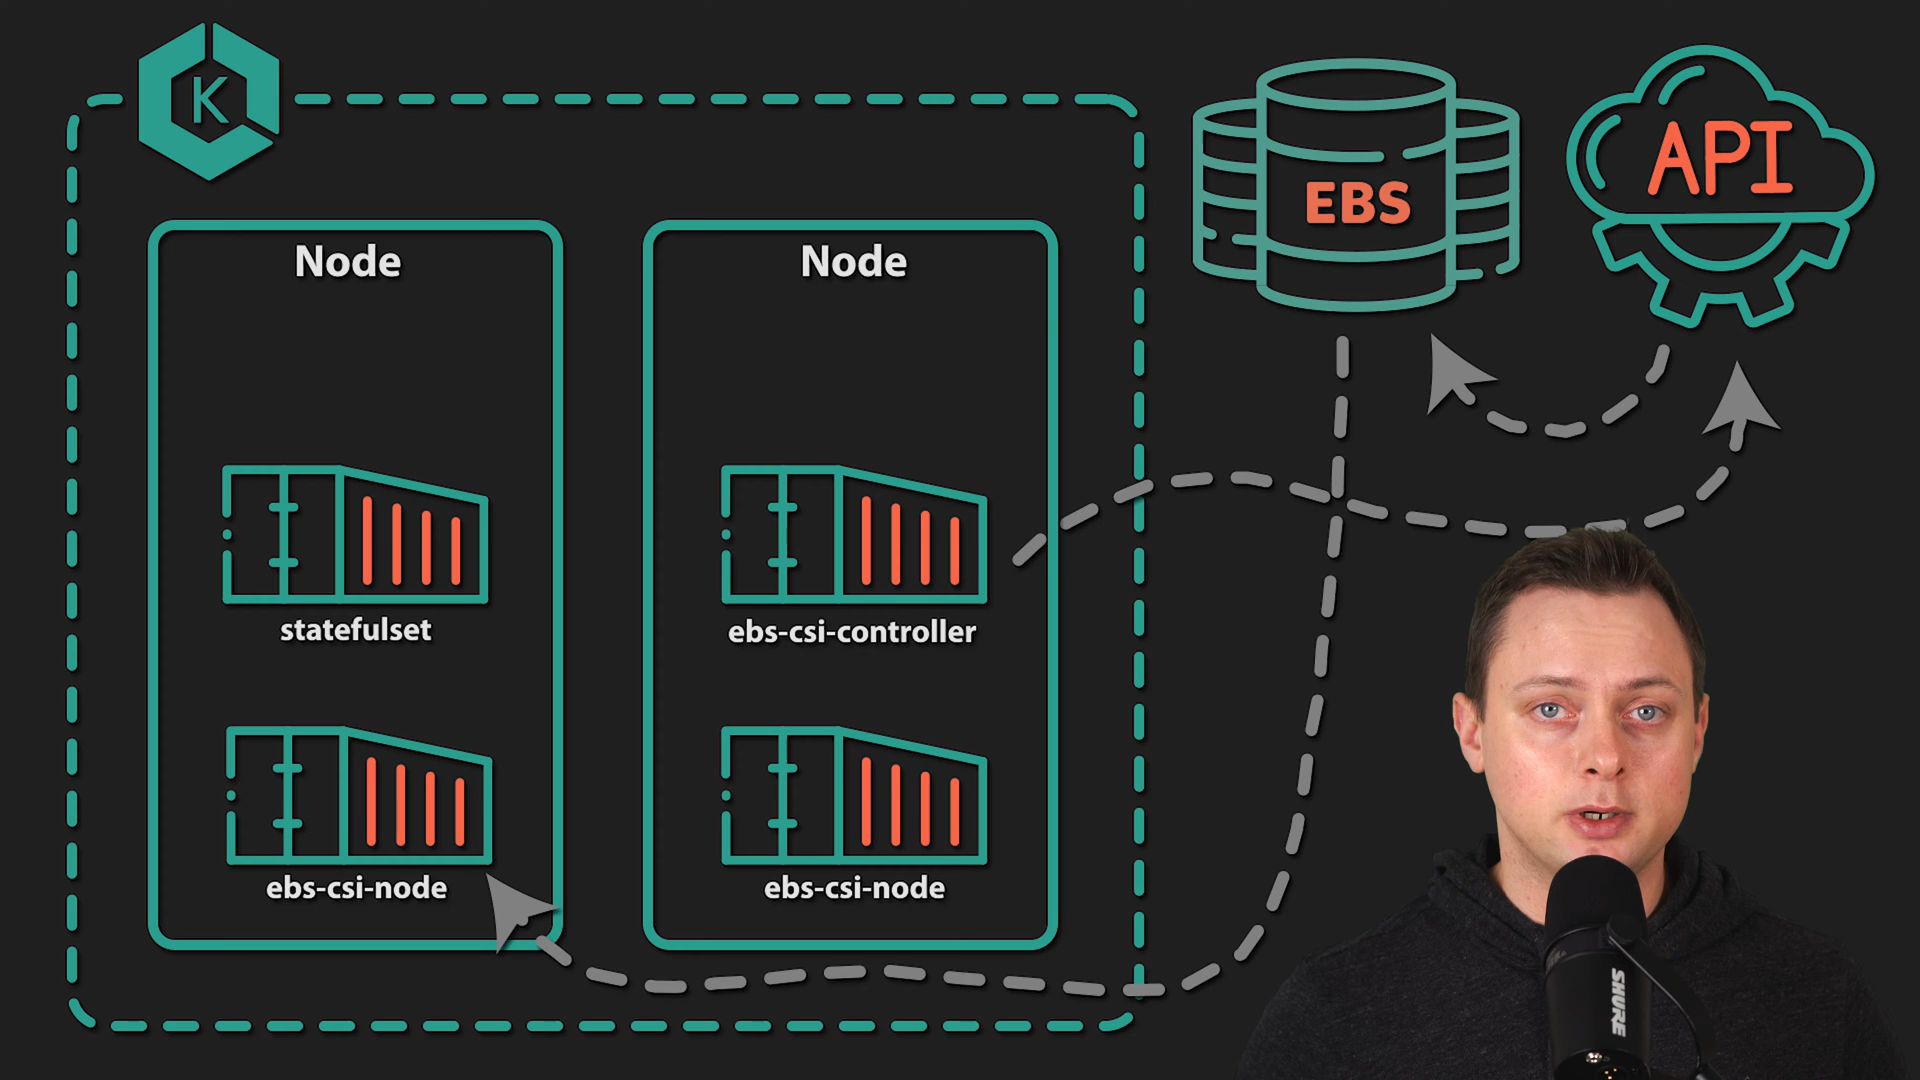 K
Node
Node
EBS
API
statefulset
ebs-csi-controller
ebs-csi-node
ebs-csi-node
SHURE